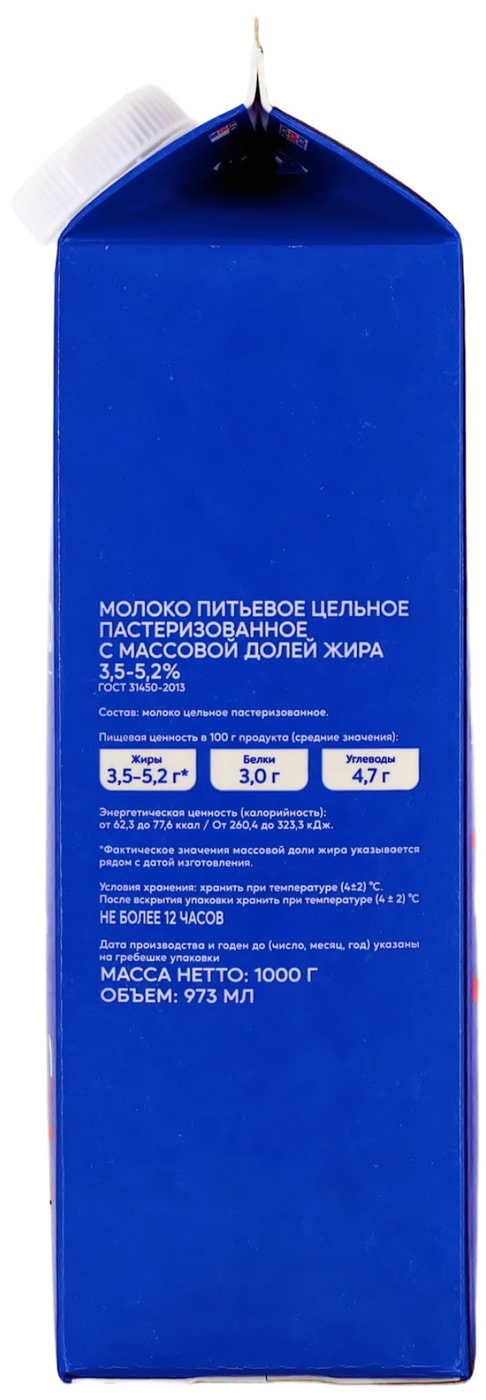 МОЛОКО ПИТЬЕВОЕ ЦЕЛЬНОЕ
ПАСТЕРИЗОВАННОЕ
С МАССОВОЙ ДОЛЕЙ ЖИРА
3,5-5,2%
ГОСТ 31450-2013
Состав: молоко цельное пастеризованное.
Пищевая ценность в 100 г продукта (средние значения):
Жиры Белки Углеводы
3,5-5,2 г* 3,0 г 4,7 г
Энергетическая ценность (калорийность):
от 62,3 до 77,6 ккал / От 260,4 до 323,3 кДж.
*Фактическое значения массовой доли жира указывается
рядом с датой изготовления.
Условия хранения: хранить при температуре (4±2) °С.
После вскрытия упаковки хранить при температуре (4 ± 2) °С
НЕ БОЛЕЕ 12 ЧАСОВ
Дата производства и годен до (число, месяц, год) указаны
на гребешке упаковки
МАССА НЕТТО: 1000 Г
ОБЪЕМ: 973 МЛ